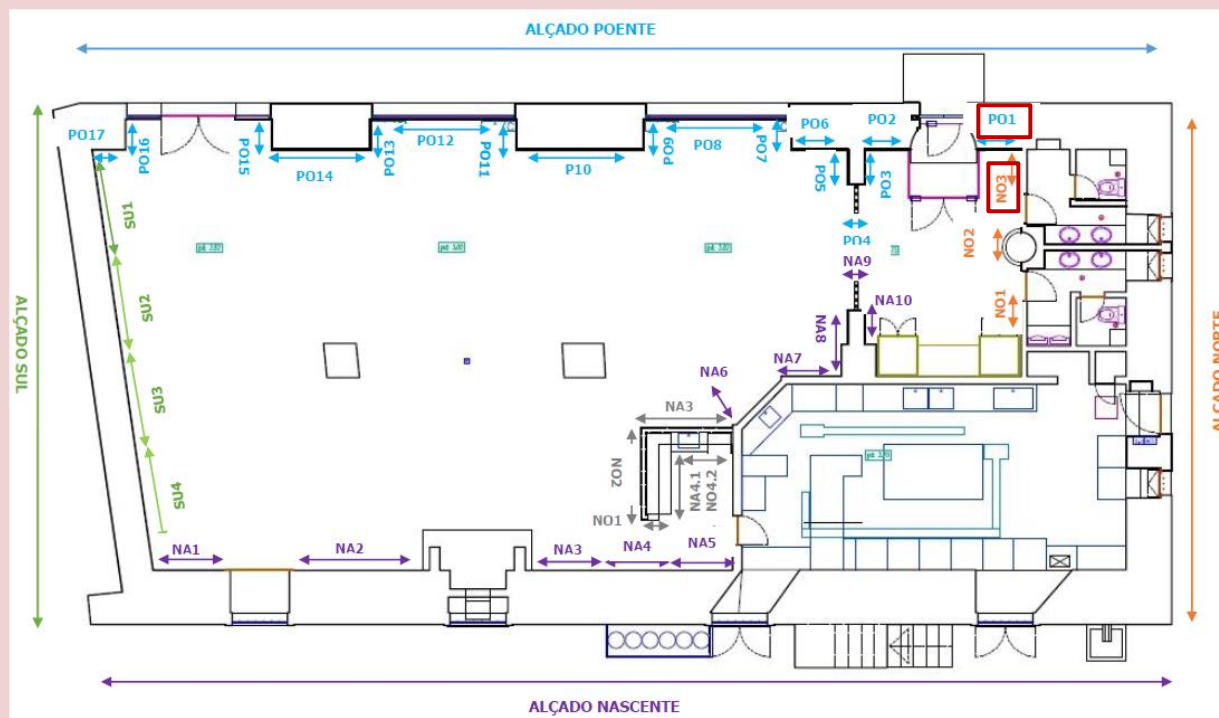 ALÇADO POENTE
PO17
PO16
PO15
PO14
PO13
PO12
PO11
P10
PO9
PO8
PO7
PO6
PO5
PO2
PO3
PO1
NO3
PO4
NO2
NA9
NO1
NA10
NA8
NA7
NA6
NA3
SU1
SU2
SU3
SU4
ALÇADO SUL
ALÇADO NORTE
NO2
NA4.1
NO4.2
NO1
NA1
NA2
NA3
NA4
NA5
ALÇADO NASCENTE